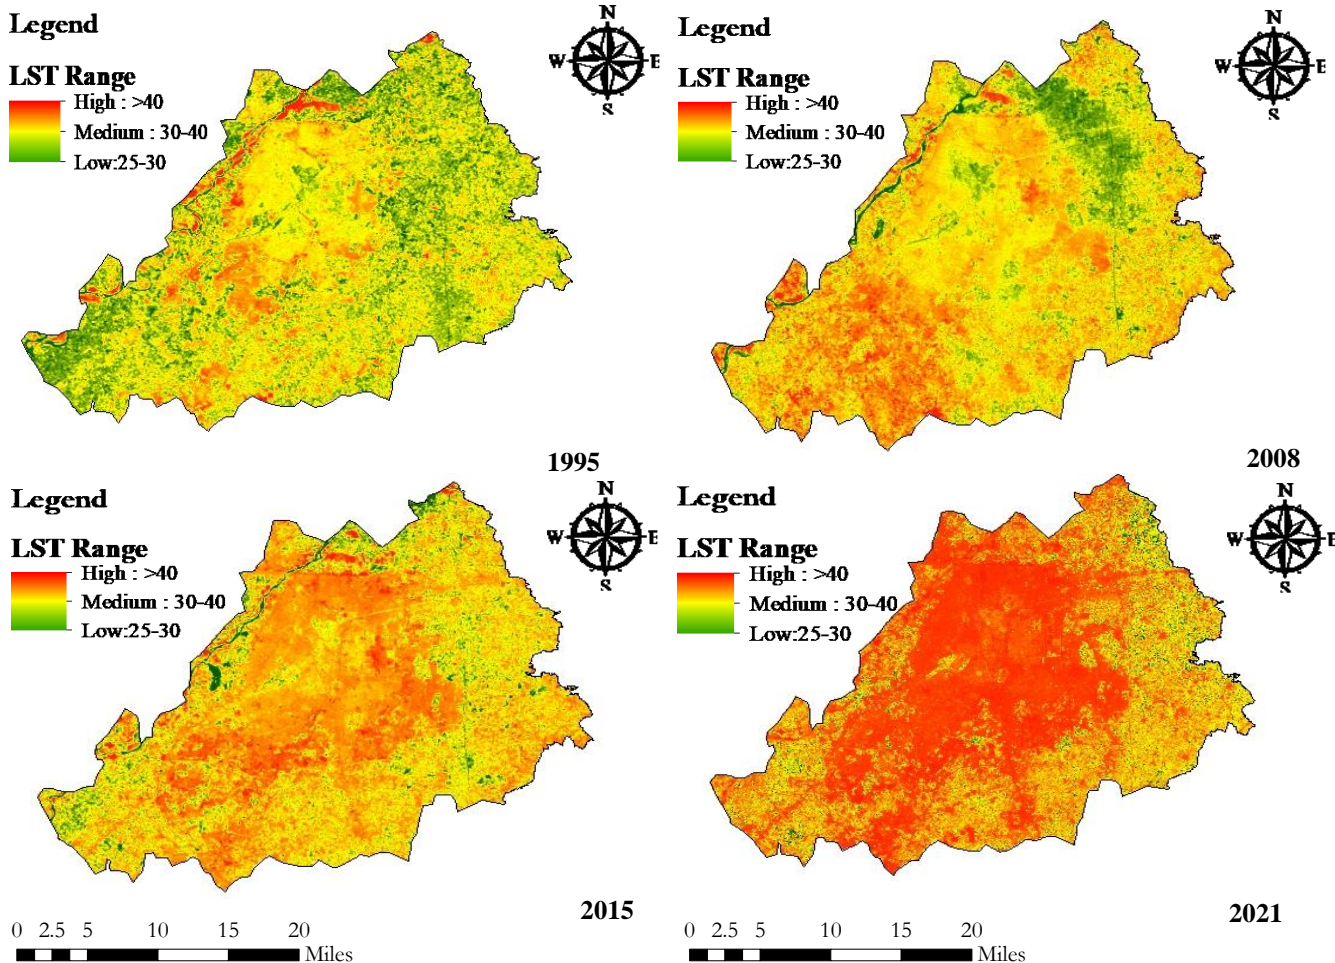 Legend
N
W E
S
LST Range
High : >40
Medium : 30-40
Low:25-30
1995
Legend
N
W E
S
LST Range
High : >40
Medium : 30-40
Low:25-30
2008
Legend
N
W E
S
LST Range
High : >40
Medium : 30-40
Low:25-30
2015
0 2.5 5 10 15 20
Miles
Legend
N
W E
S
LST Range
High : >40
Medium : 30-40
Low:25-30
2021
0 2.5 5 10 15 20
Miles